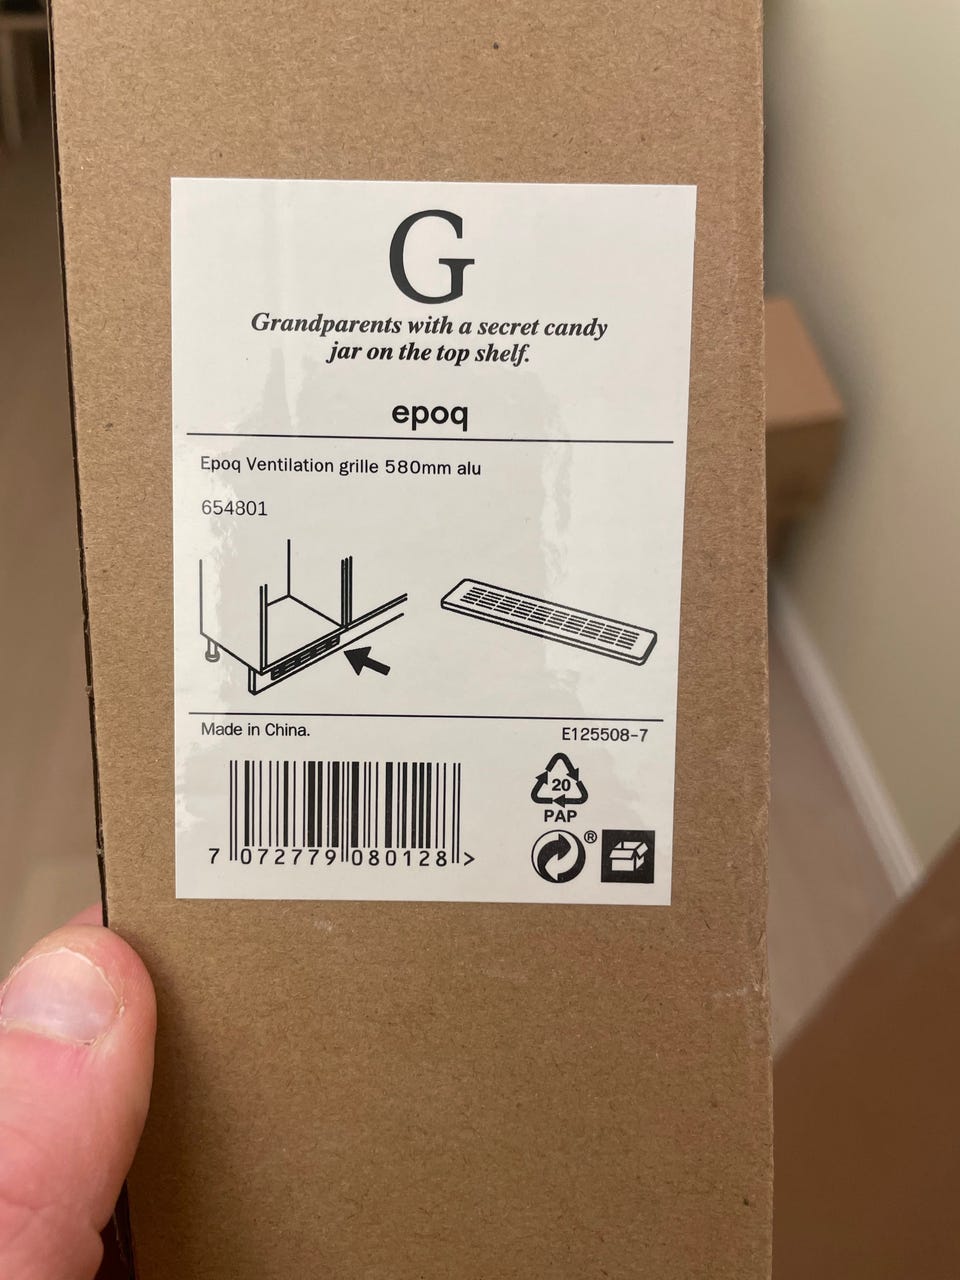 G
Grandparents with a secret candy
jar on the top shelf.
epoq
Epoq Ventilation grille 580mm alu
654801
Made in China.
E125508-7
20
PAP
®
7 072779 080128 >